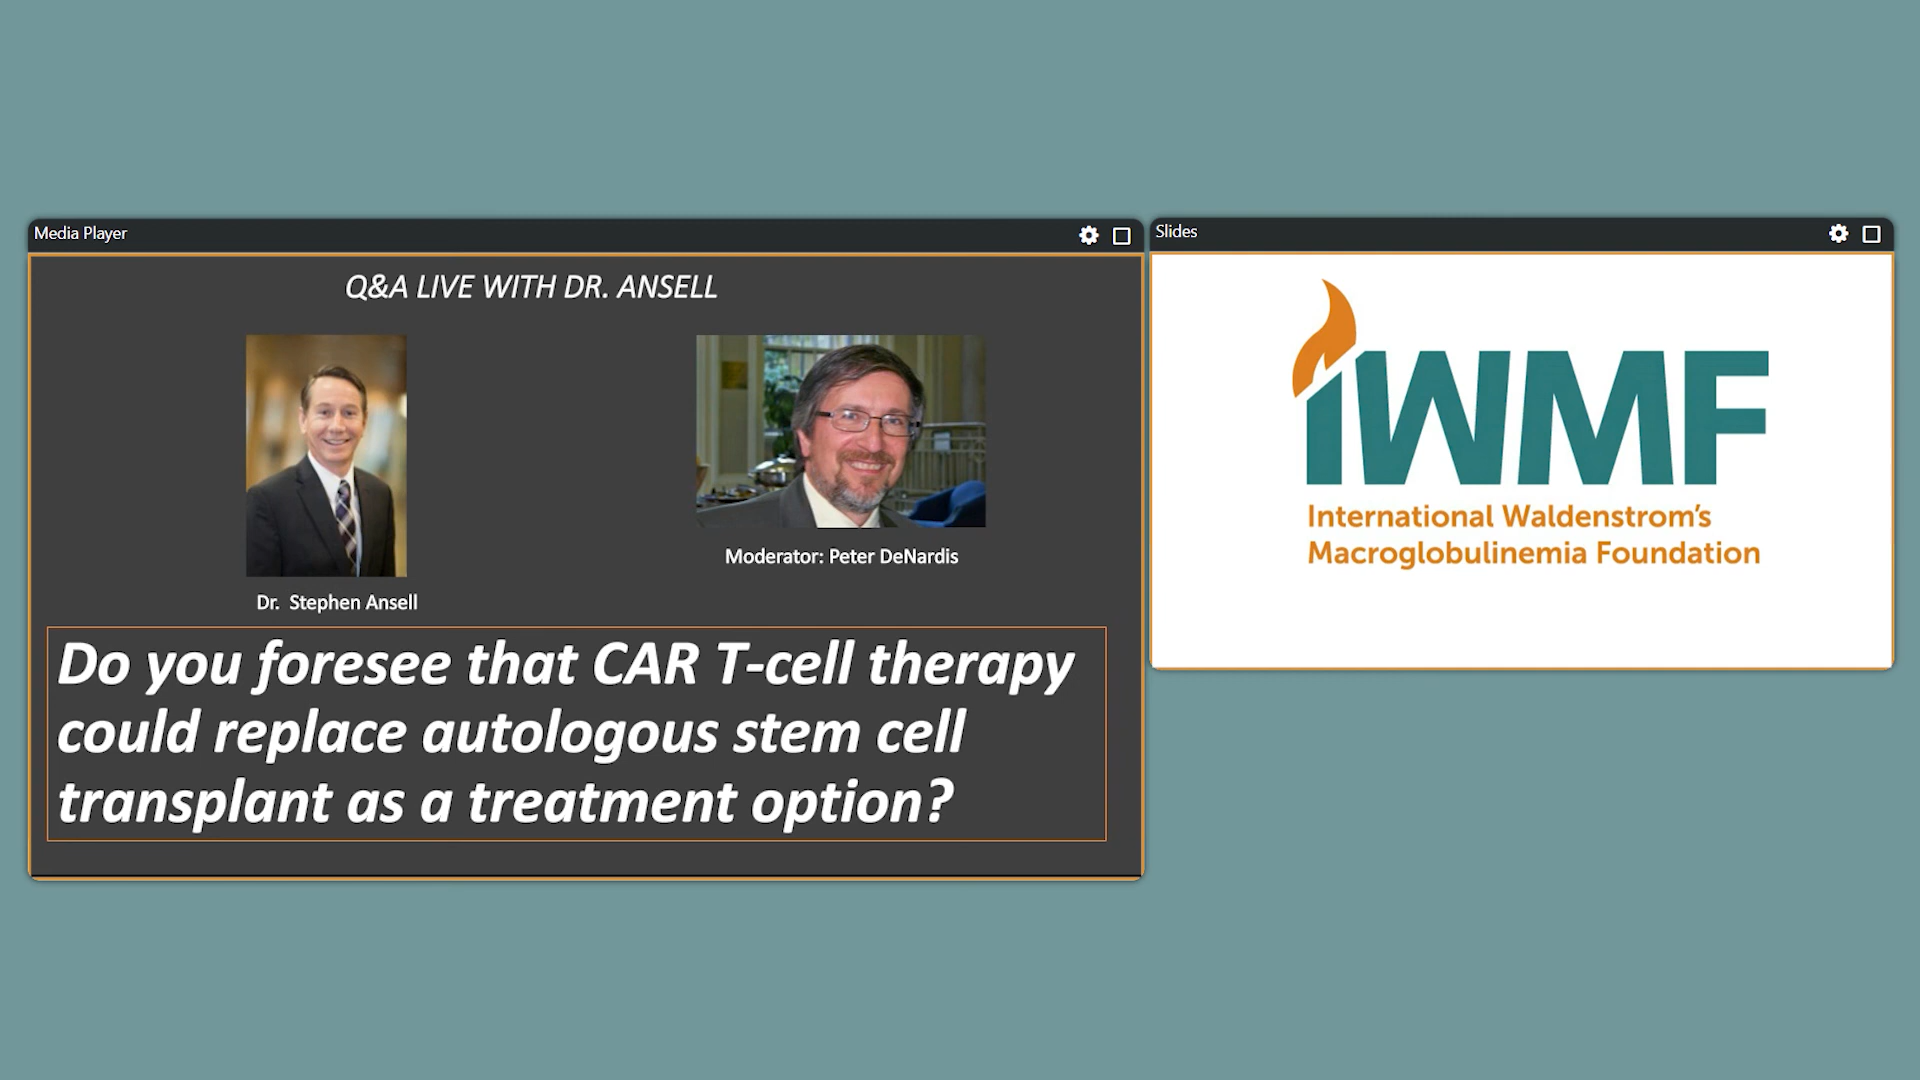 Media Player
Q&A LIVE WITH DR. ANSELL
Dr. Stephen Ansell
Moderator: Peter DeNardis
Do you foresee that CAR T-cell therapy
could replace autologous stem cell
transplant as a treatment option?
Slides
IWMF
International Waldenstrom's
Macroglobulinemia Foundation